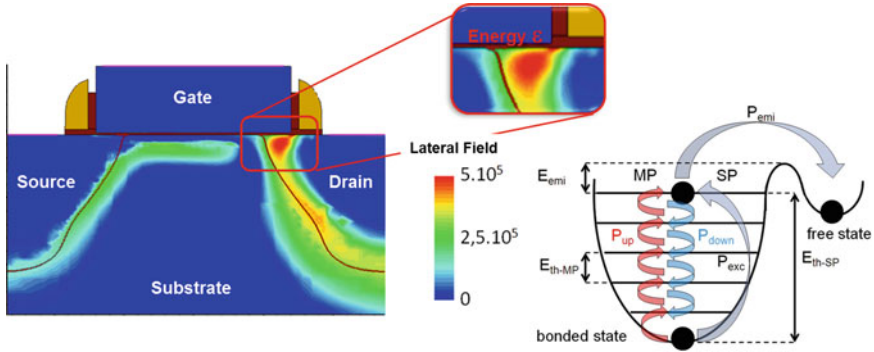 Energy ε
Gate
Source
Drain
Substrate
Lateral Field
5.10⁵
2,5.10⁵
0
P_emi
E_emi
MP
SP
P_up
P_down
P_exc
E_th-MP
E_th-SP
free state
bonded state